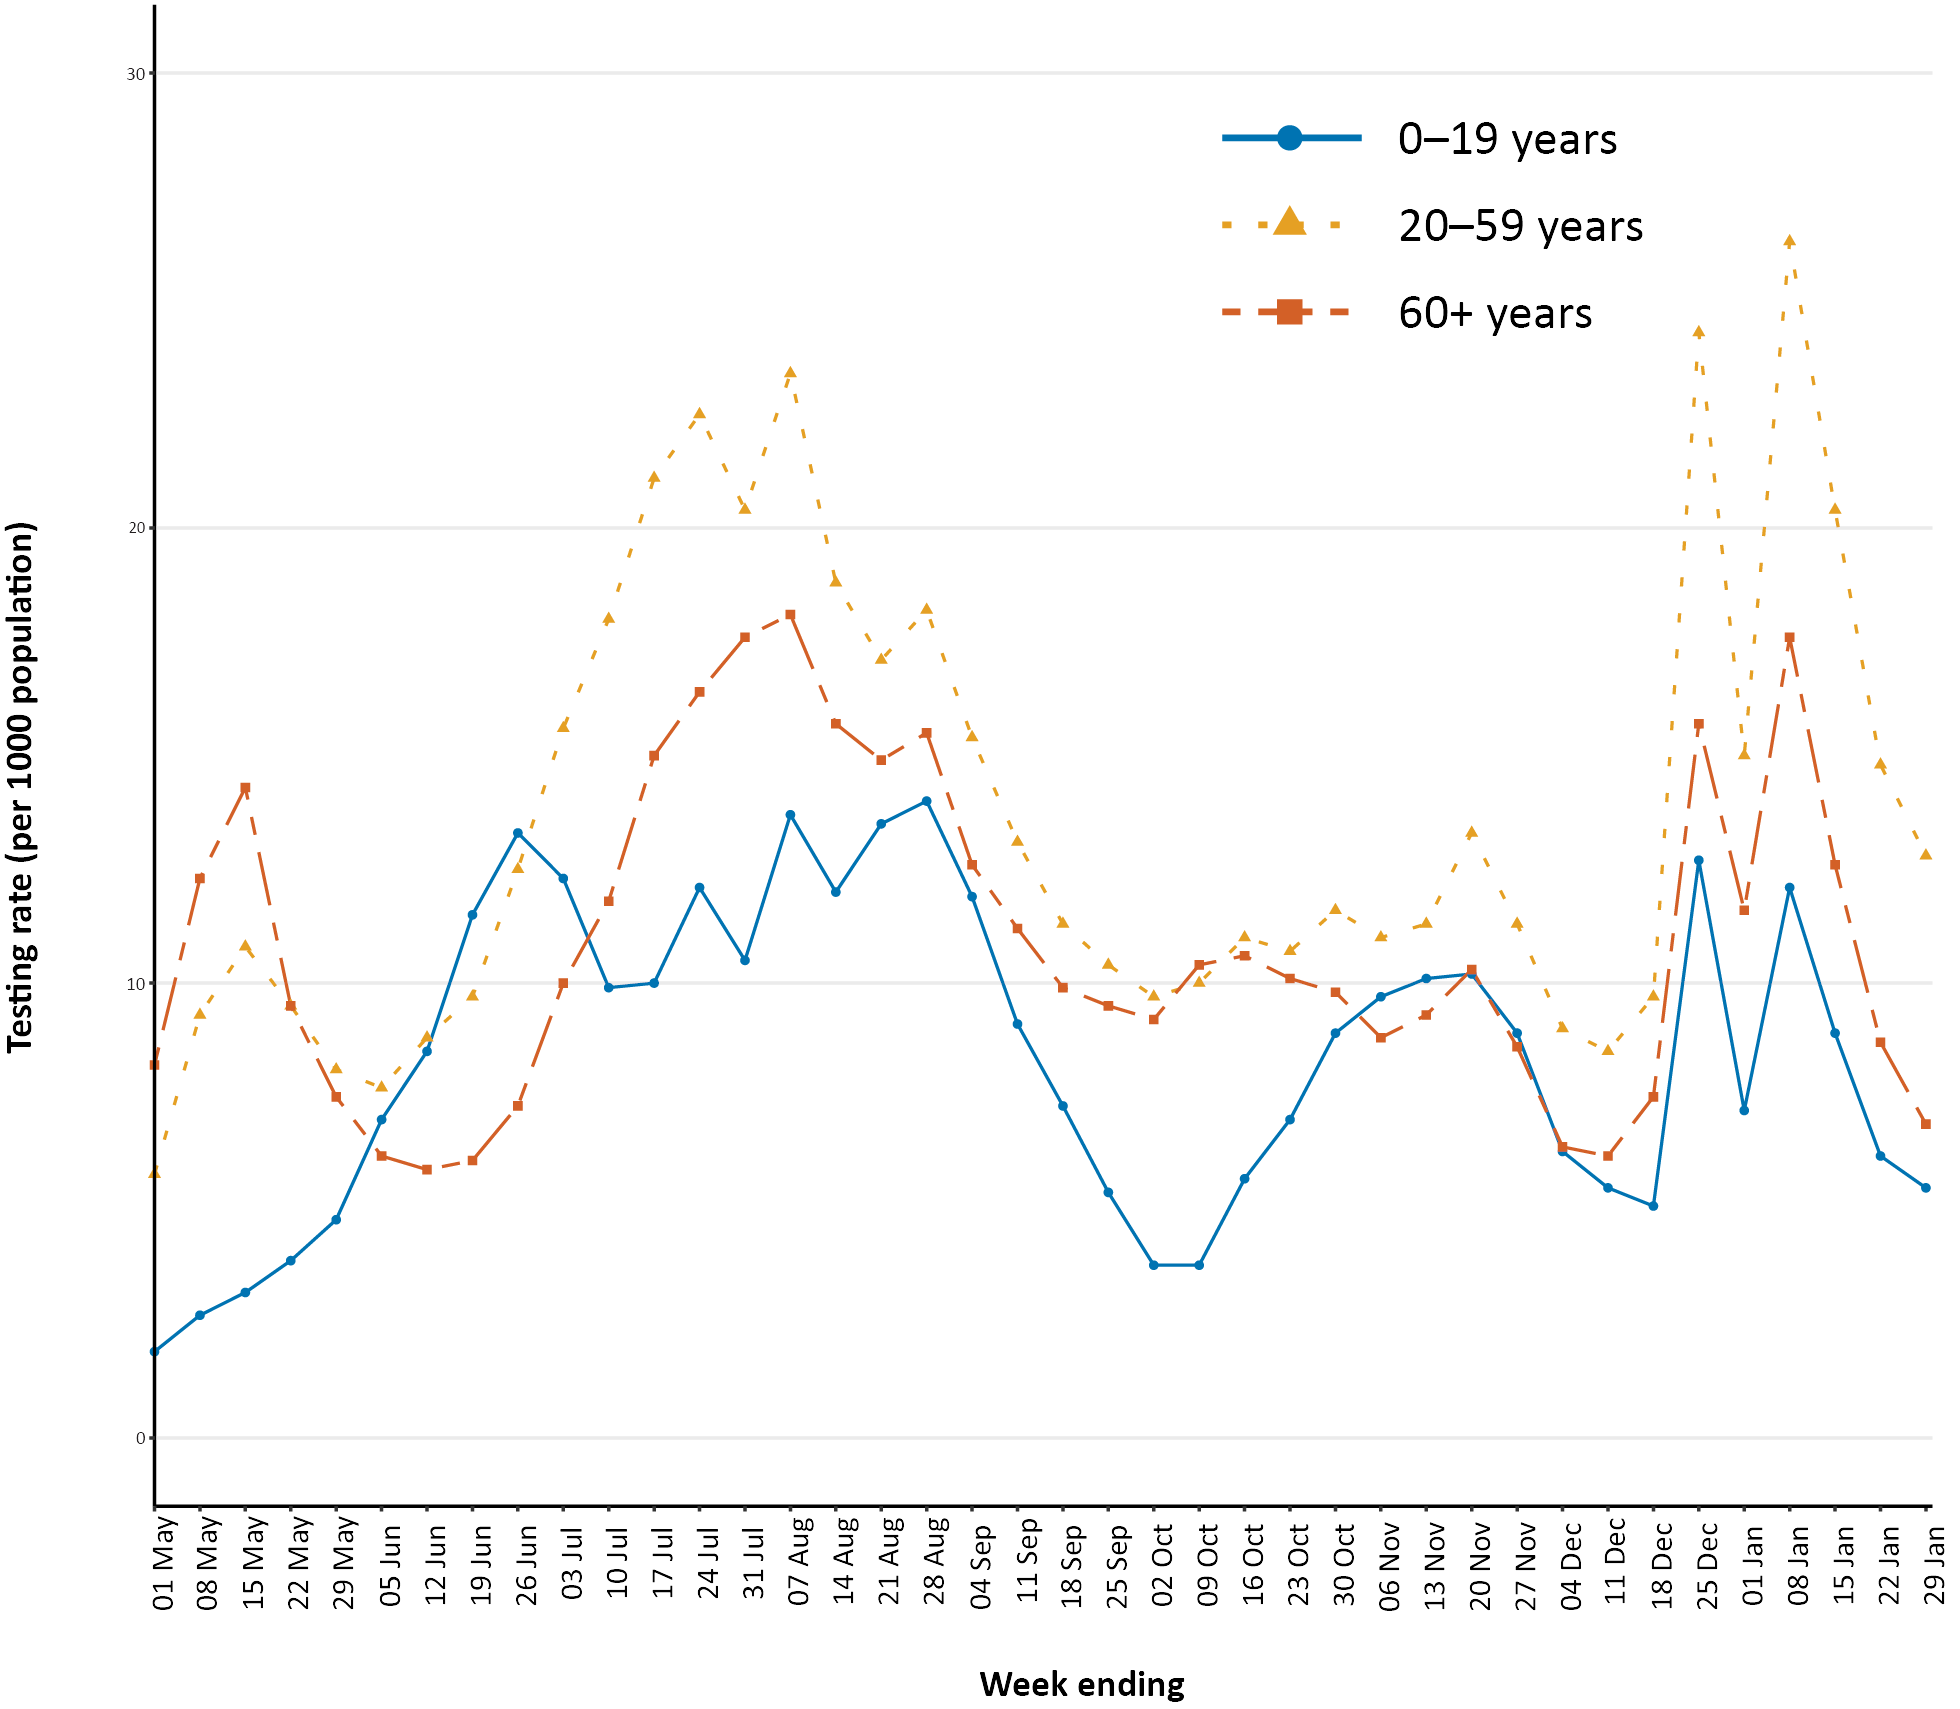 Testing rate (per 1000 population)
30
20
10
0
0–19 years
20–59 years
60+ years
01 May
08 May
15 May
22 May
29 May
05 Jun
12 Jun
19 Jun
26 Jun
03 Jul
10 Jul
17 Jul
24 Jul
31 Jul
07 Aug
14 Aug
21 Aug
28 Aug
04 Sep
11 Sep
18 Sep
25 Sep
02 Oct
09 Oct
16 Oct
23 Oct
30 Oct
06 Nov
13 Nov
20 Nov
27 Nov
04 Dec
11 Dec
18 Dec
25 Dec
01 Jan
08 Jan
15 Jan
22 Jan
29 Jan
Week ending